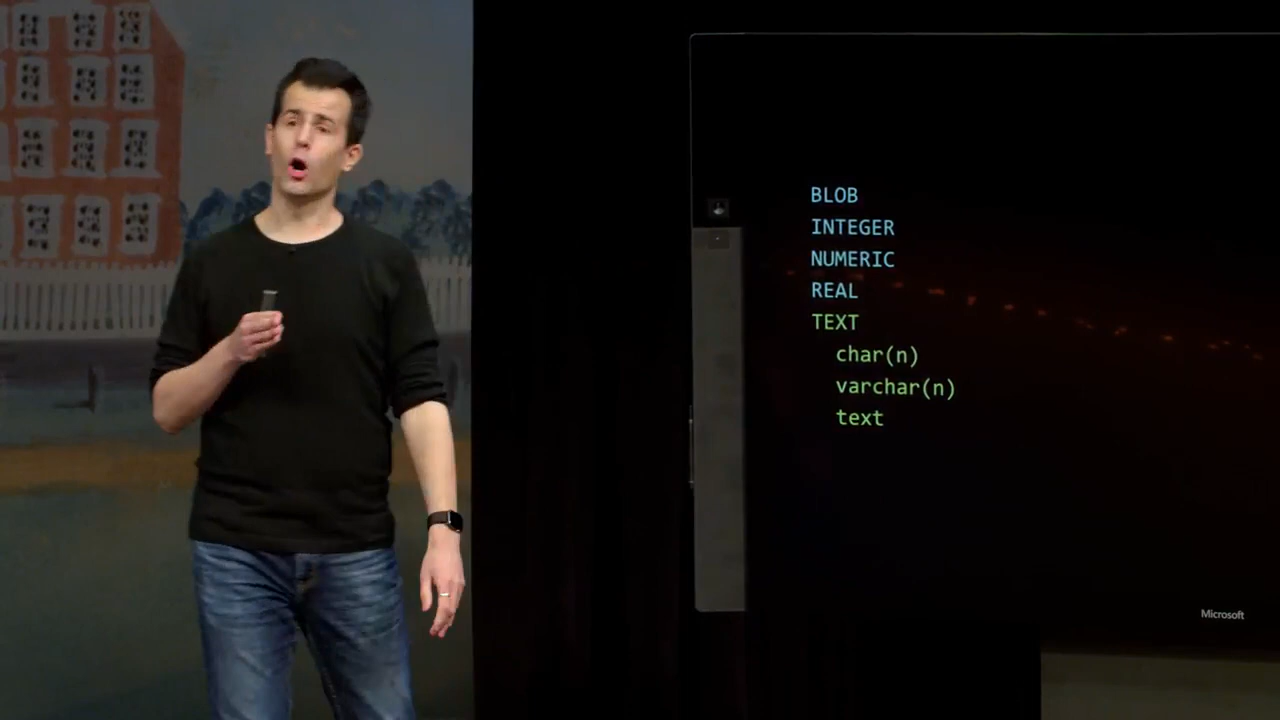 BLOB
INTEGER
NUMERIC
REAL
TEXT
char(n)
varchar(n)
text
Microsoft